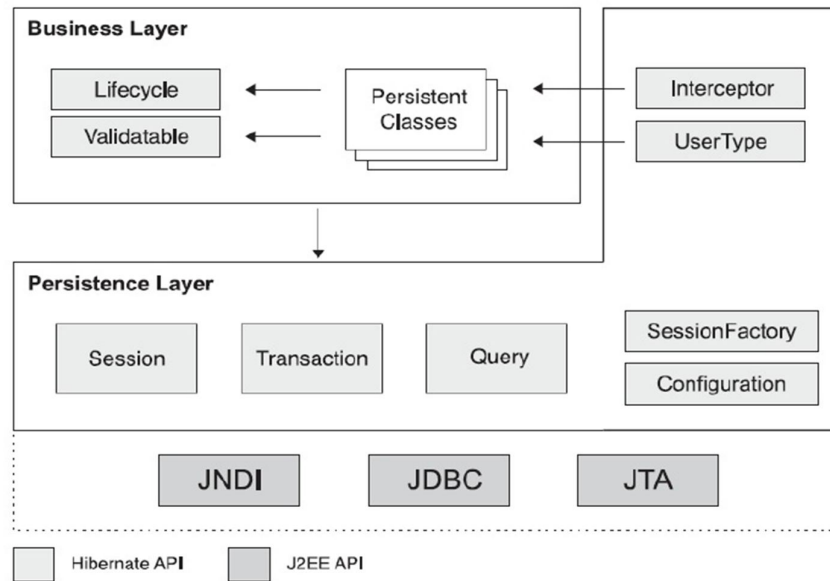 Business Layer
Lifecycle
Validatable
Persistent
Classes
Interceptor
UserType
Persistence Layer
Session
Transaction
Query
SessionFactory
Configuration
JNDI
JDBC
JTA
Hibernate API
J2EE API